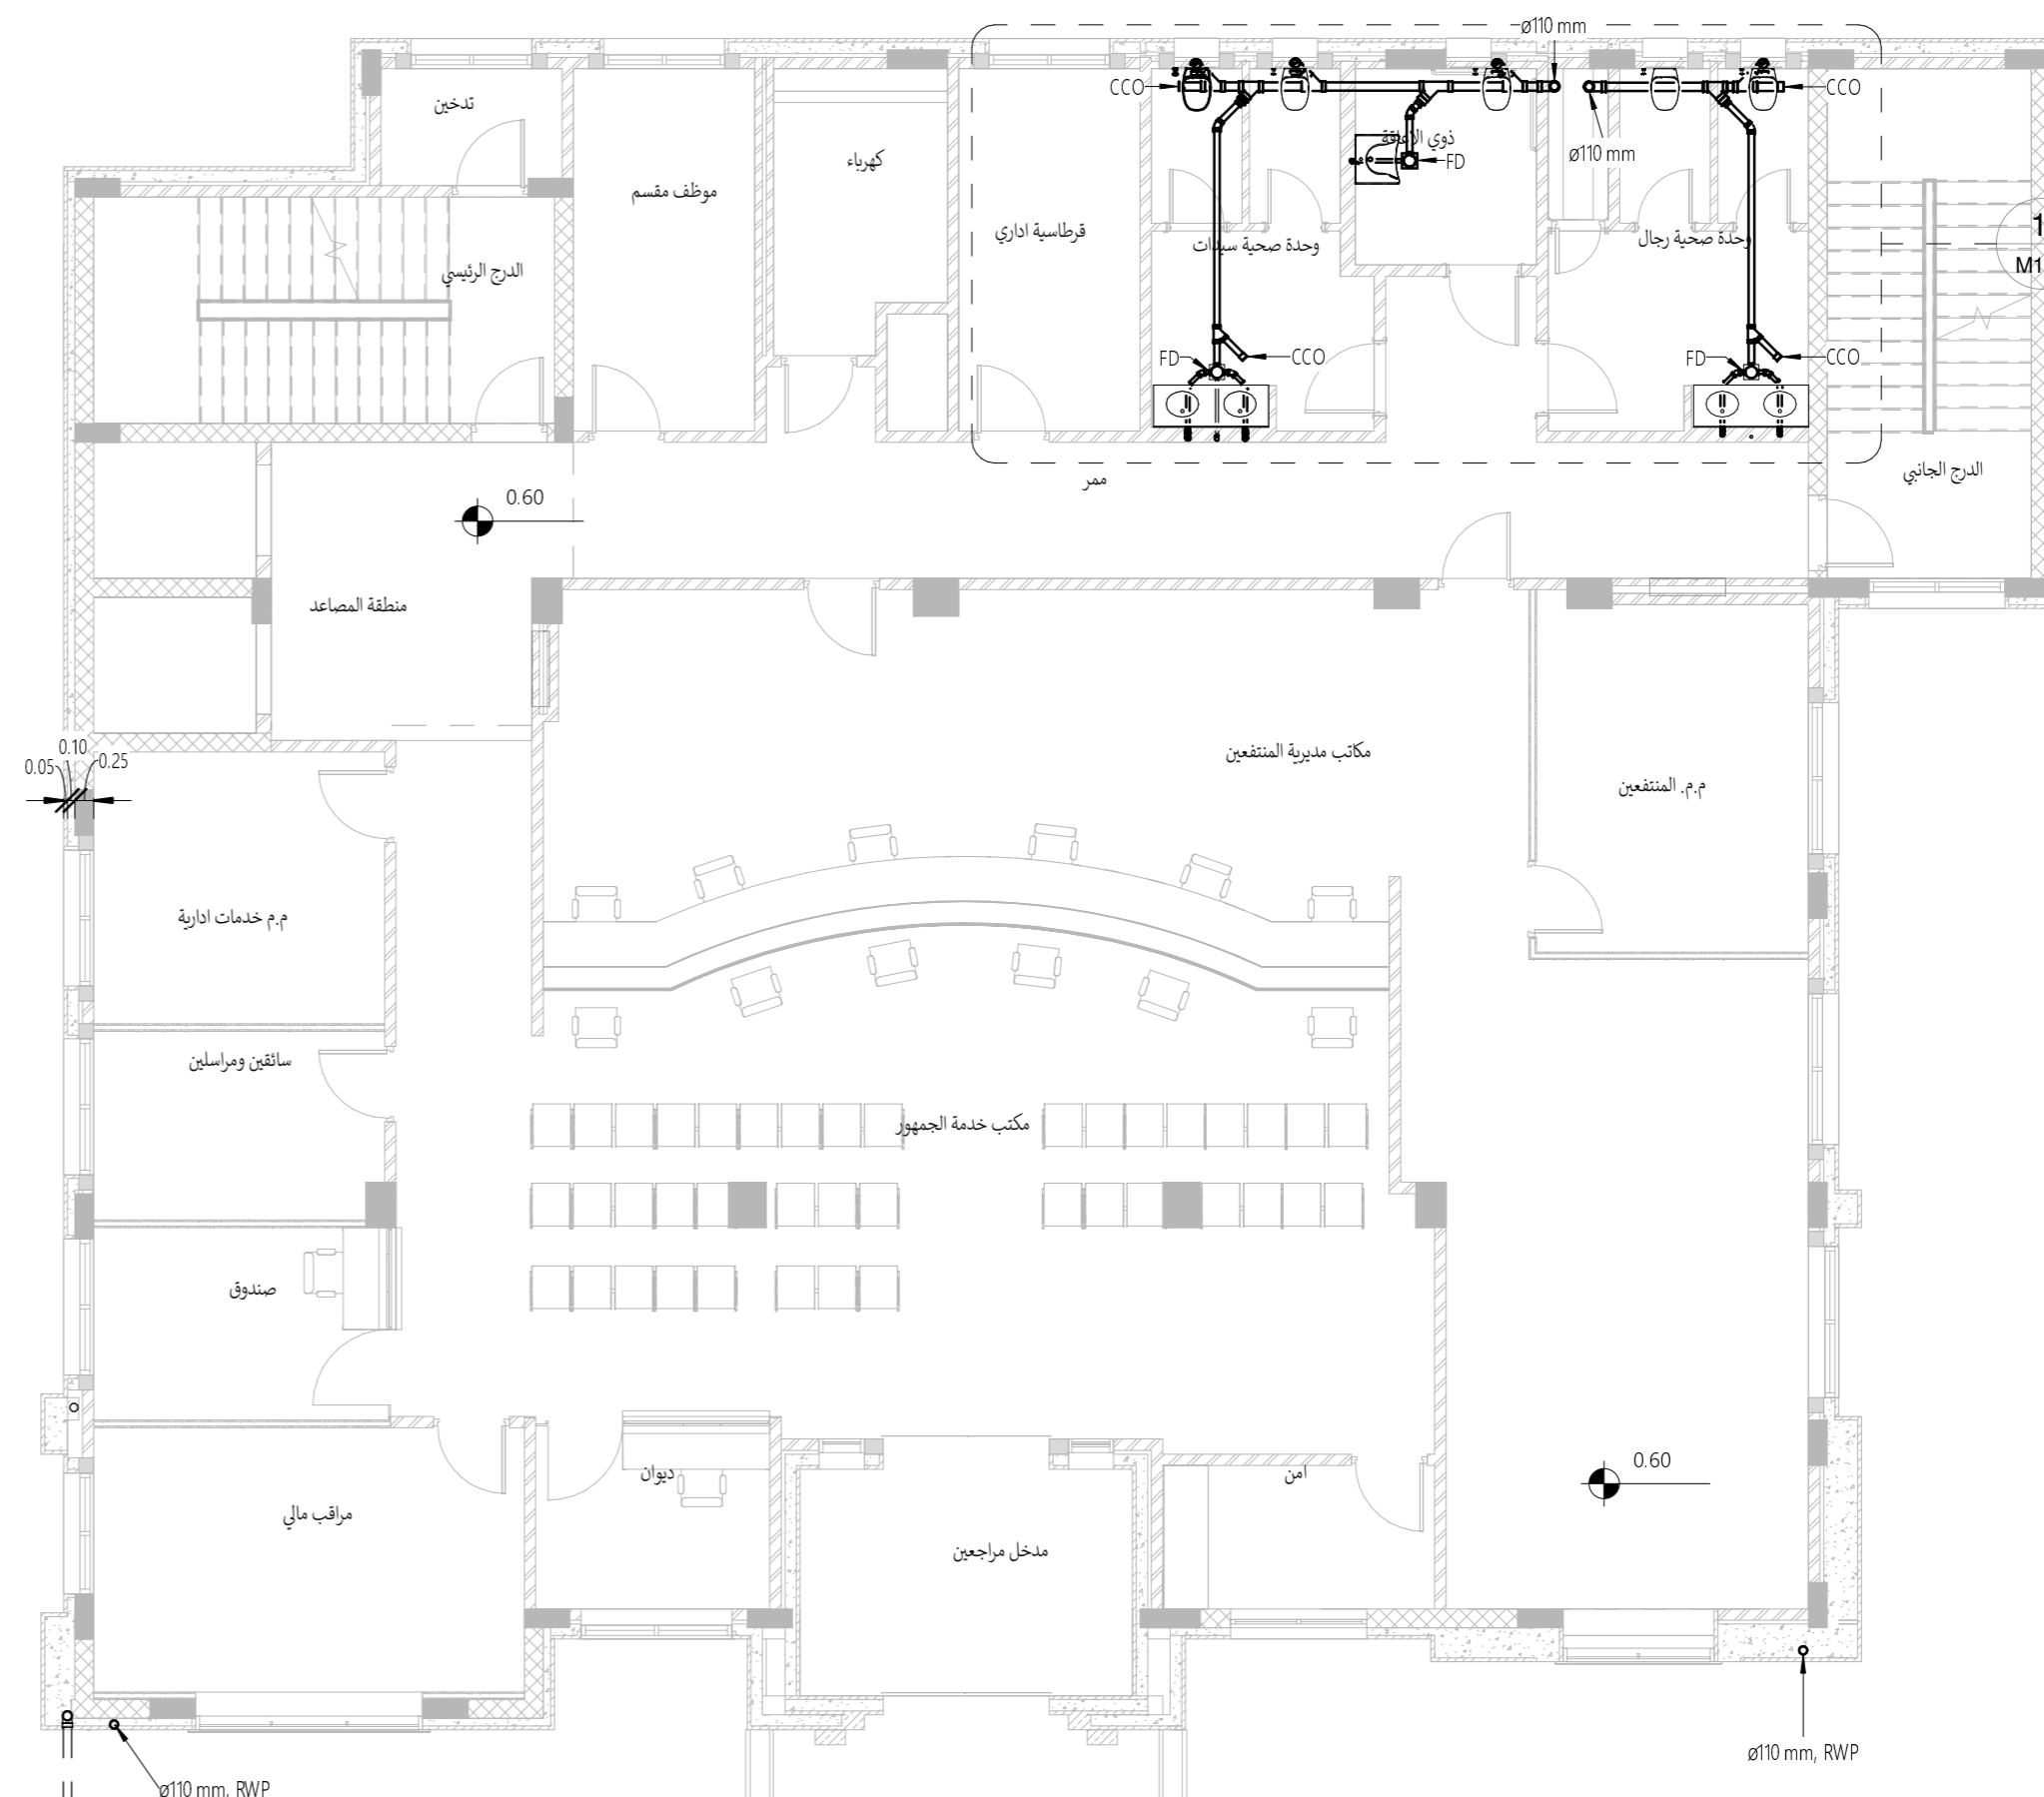 ø110 mm
CCO
CCO
تدخين
ذوي الاعاقة
FD
ø110 mm
كهرباء
موظف مقسم
قرطاسية اداري
وحدة صحية سيدات
وحدة صحية رجال
1
M1
الدرج الرئيسي
FD
CCO
FD
CCO
الدرج الجانبي
ممر
0.60
منطقة المصاعد
0.10
0.05
0.25
مكاتب مديرية المنتفعين
م.م. المنتفعين
م.م خدمات ادارية
سائقين ومراسلين
مكتب خدمة الجمهور
صندوق
ديوان
امن
0.60
مراقب مالي
مدخل مراجعين
ø110 mm, RWP
ø110 mm, RWP